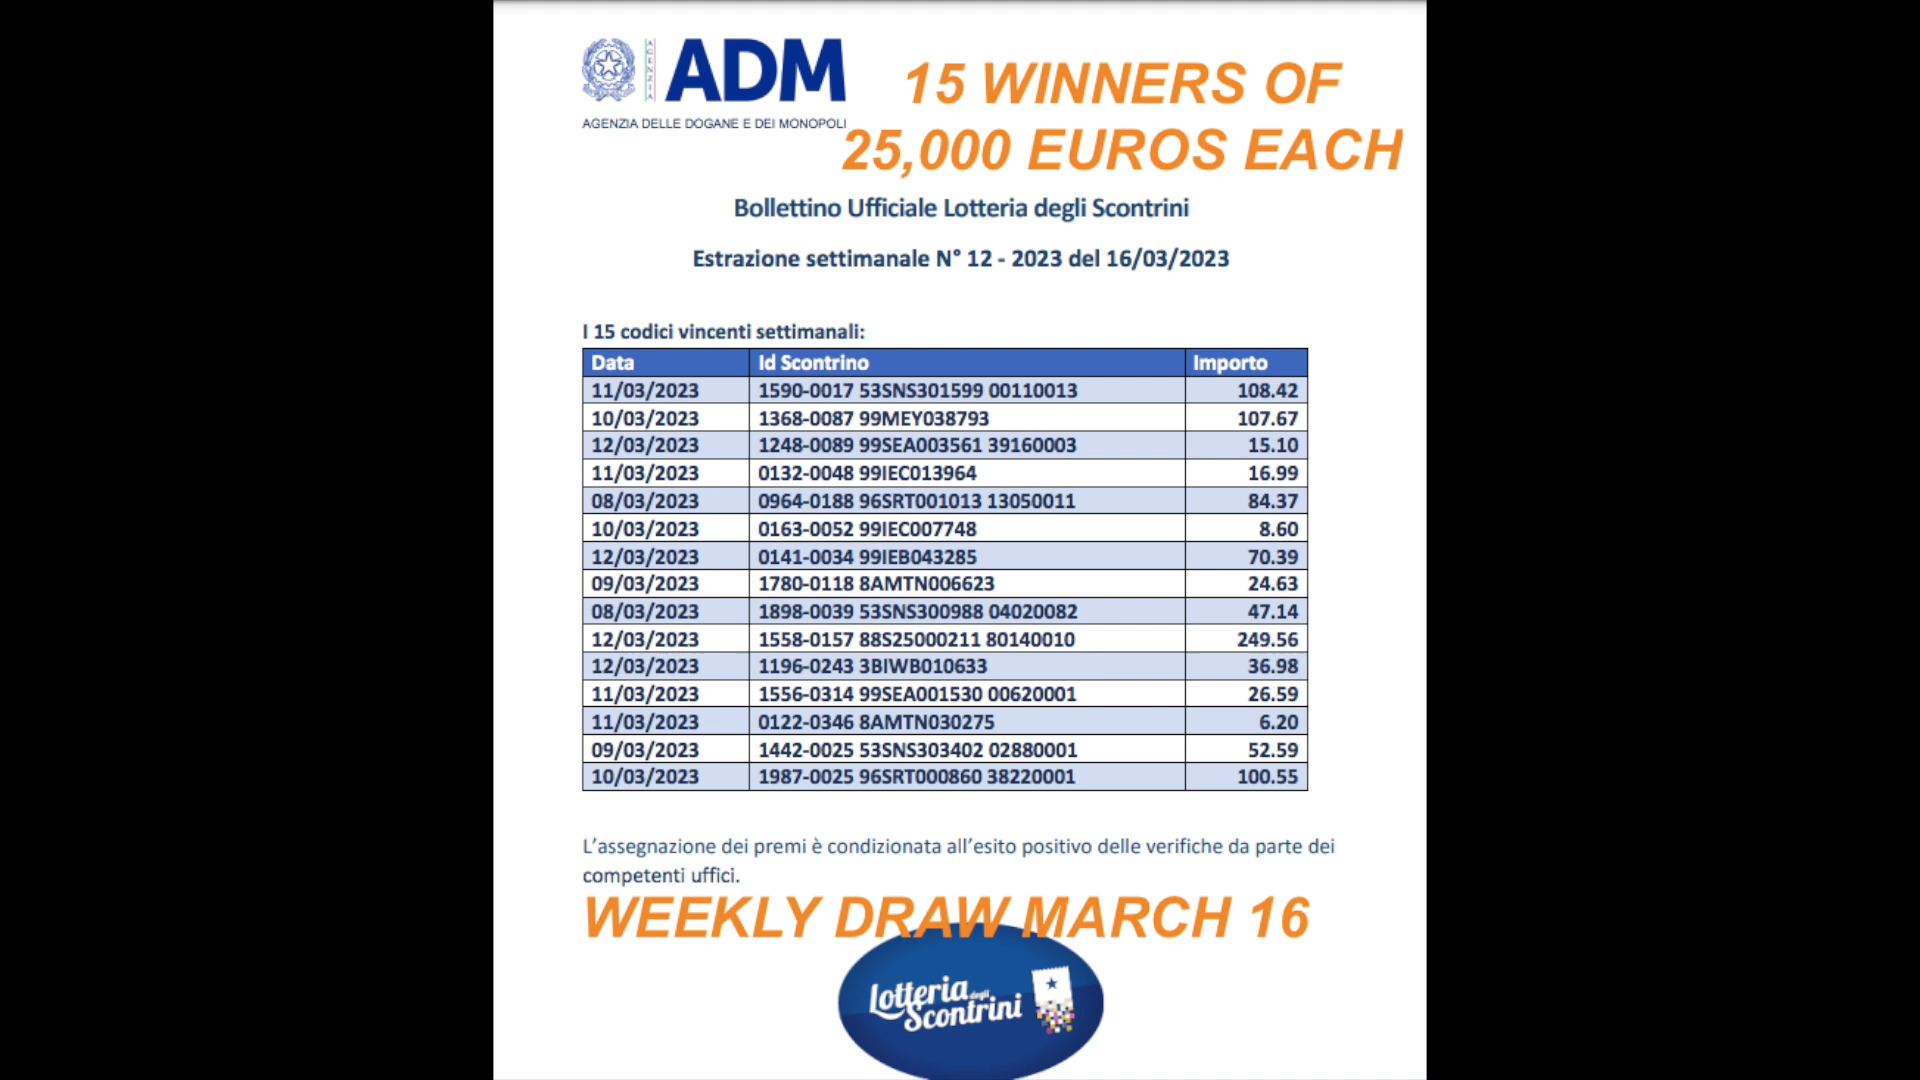 AGENZIA
ADM
AGENZIA DELLE DOGANE E DEI MONOPOLI
15 WINNERS OF
25,000 EUROS EACH
Bollettino Ufficiale Lotteria degli Scontrini
Estrazione settimanale N° 12 - 2023 del 16/03/2023
I 15 codici vincenti settimanali:
Data Id Scontrino Importo
11/03/2023 1590-0017 53SNS301599 00110013 108.42
10/03/2023 1368-0087 99MEY038793 107.67
12/03/2023 1248-0089 99SEA003561 39160003 15.10
11/03/2023 0132-0048 99IEC013964 16.99
08/03/2023 0964-0188 96SRT001013 13050011 84.37
10/03/2023 0163-0052 99IEC007748 8.60
12/03/2023 0141-0034 99IEB043285 70.39
09/03/2023 1780-0118 8AMTN006623 24.63
08/03/2023 1898-0039 53SNS300988 04020082 47.14
12/03/2023 1558-0157 88S25000211 80140010 249.56
12/03/2023 1196-0243 3BIWB010633 36.98
11/03/2023 1556-0314 99SEA001530 00620001 26.59
11/03/2023 0122-0346 8AMTN030275 6.20
09/03/2023 1442-0025 53SNS303402 02880001 52.59
10/03/2023 1987-0025 96SRT000860 38220001 100.55
L'assegnazione dei premi è condizionata all'esito positivo delle verifiche da parte dei
competenti uffici.
WEEKLY DRAW MARCH 16
Lotteria degli
Scontrini